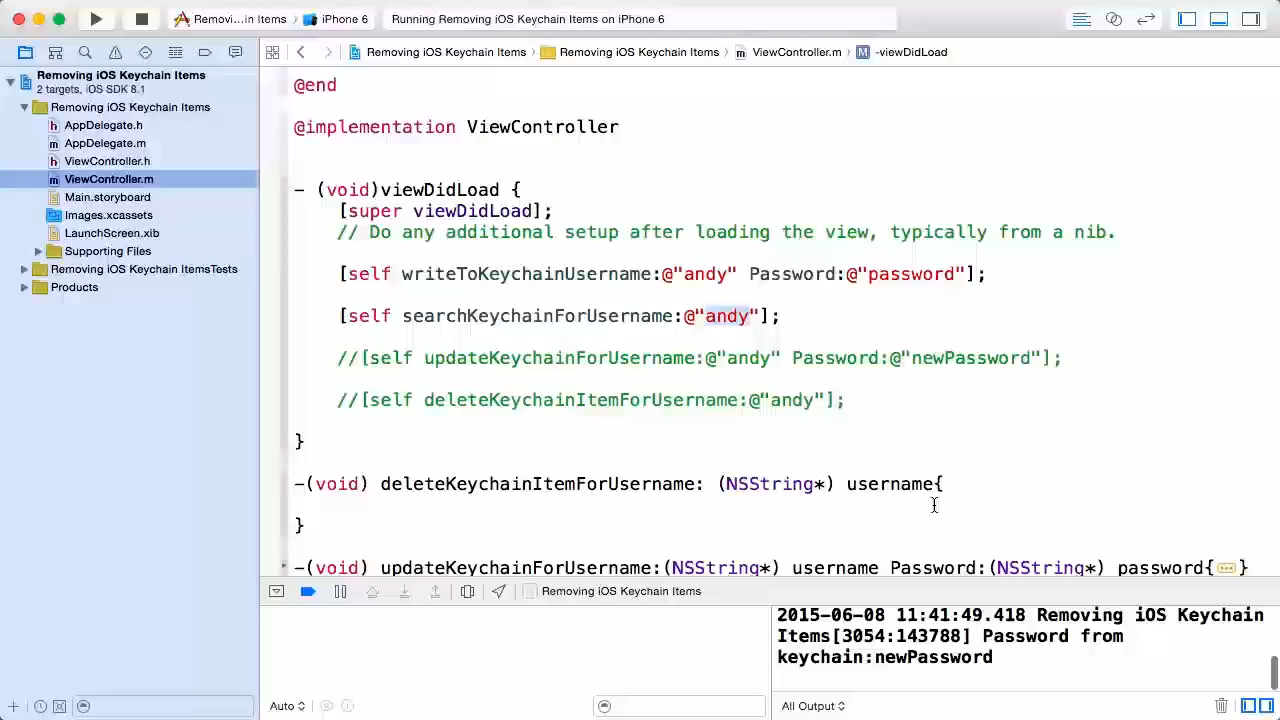 Removi...in Items
iPhone 6
Running Removing iOS Keychain Items on iPhone 6
Removing iOS Keychain Items
Removing iOS Keychain Items
ViewController.m
M
-viewDidLoad
Removing iOS Keychain Items
2 targets, iOS SDK 8.1
Removing iOS Keychain Items
h AppDelegate.h
m AppDelegate.m
h ViewController.h
m ViewController.m
Main.storyboard
Images.xcassets
LaunchScreen.xib
Supporting Files
Removing iOS Keychain ItemsTests
Products
@end
@implementation ViewController
- (void)viewDidLoad {
[super viewDidLoad];
// Do any additional setup after loading the view, typically from a nib.
[self writeToKeychainUsername:@"andy" Password:@"password"];
[self searchKeychainForUsername:@"andy"];
//[self updateKeychainForUsername:@"andy" Password:@"newPassword"];
//[self deleteKeychainItemForUsername:@"andy"];
}
-(void) deleteKeychainItemForUsername: (NSString*) username{
}
-(void) updateKeychainForUsername:(NSString*) username Password:(NSString*) password{...}
Removing iOS Keychain Items
2015-06-08 11:41:49.418 Removing iOS Keychain
Items[3054:143788] Password from
keychain:newPassword
Auto
All Output